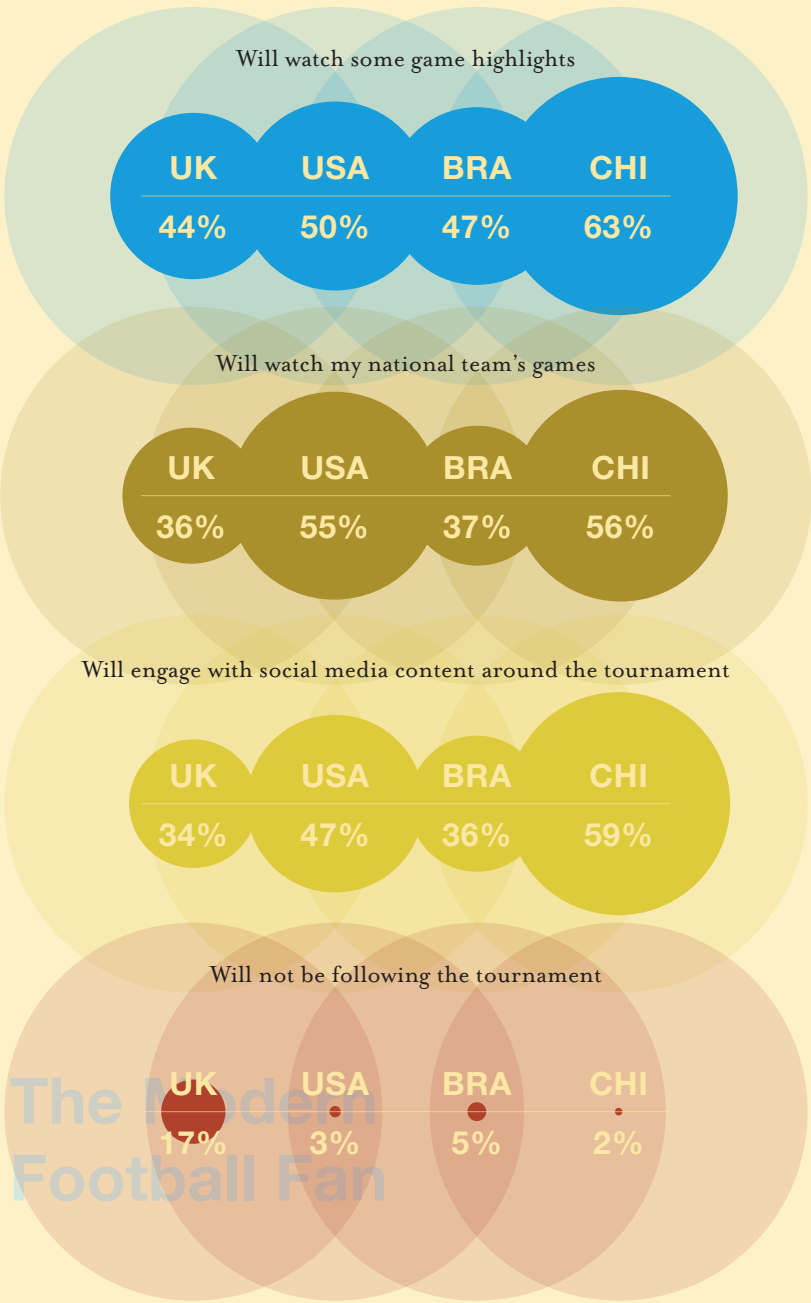 Will watch some game highlights
UK USA BRA CHI
44% 50% 47% 63%
Will watch my national team’s games
UK USA BRA CHI
36% 55% 37% 56%
Will engage with social media content around the tournament
UK USA BRA CHI
34% 47% 36% 59%
Will not be following the tournament
UK USA BRA CHI
The Modern
17% 3% 5% 2%
Football Fan